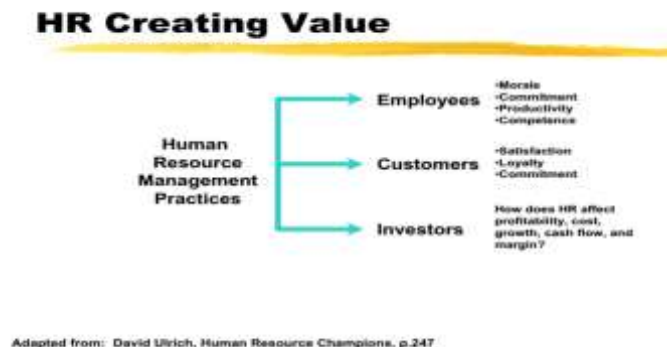 HR Creating Value
Human
Resource
Management
Practices
Employees
•Morale
•Commitment
•Productivity
•Competence
Customers
•Satisfaction
•Loyalty
•Commitment
Investors
How does HR affect
profitability, cost,
growth, cash flow, and
margin?
Adapted from: David Ulrich, Human Resource Champions, p.247